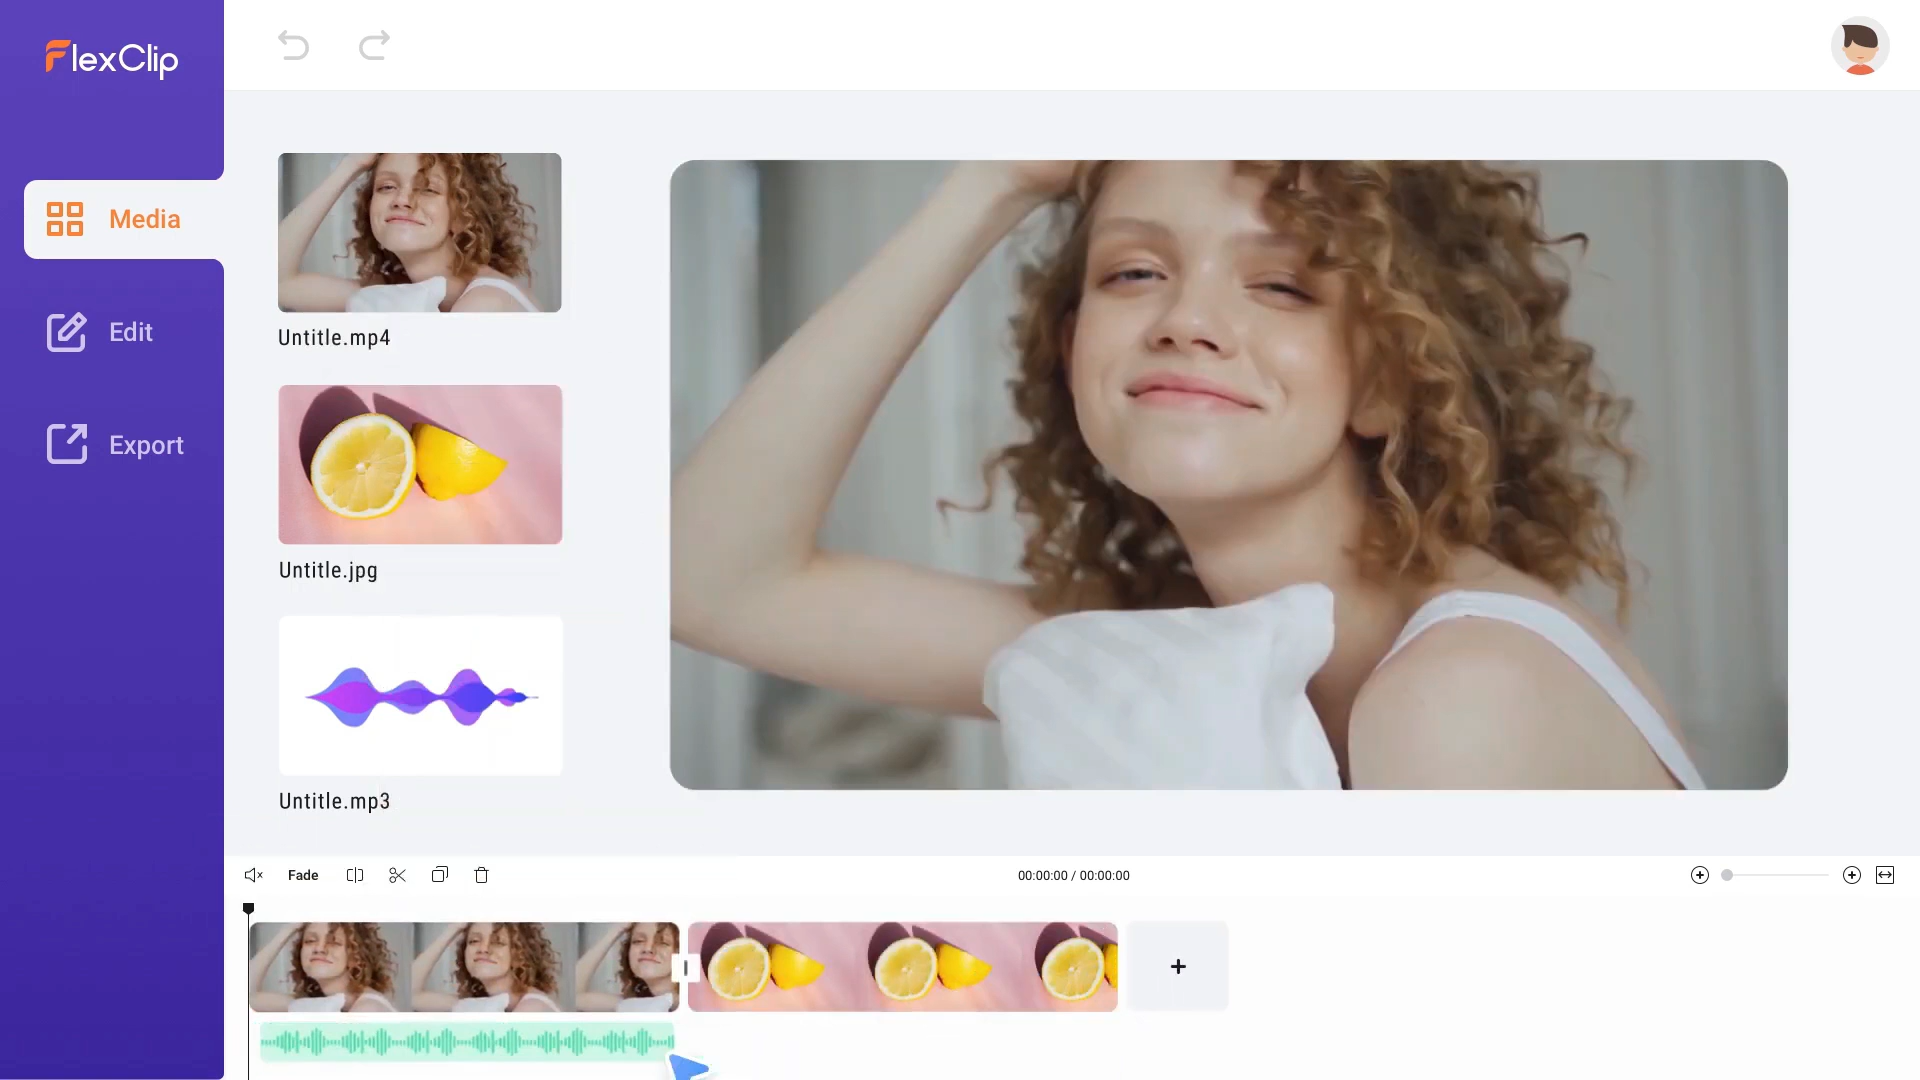 FlexClip
Media
Edit
Export
Untitle.mp4
Untitle.jpg
Untitle.mp3
Fade
00:00:00 / 00:00:00